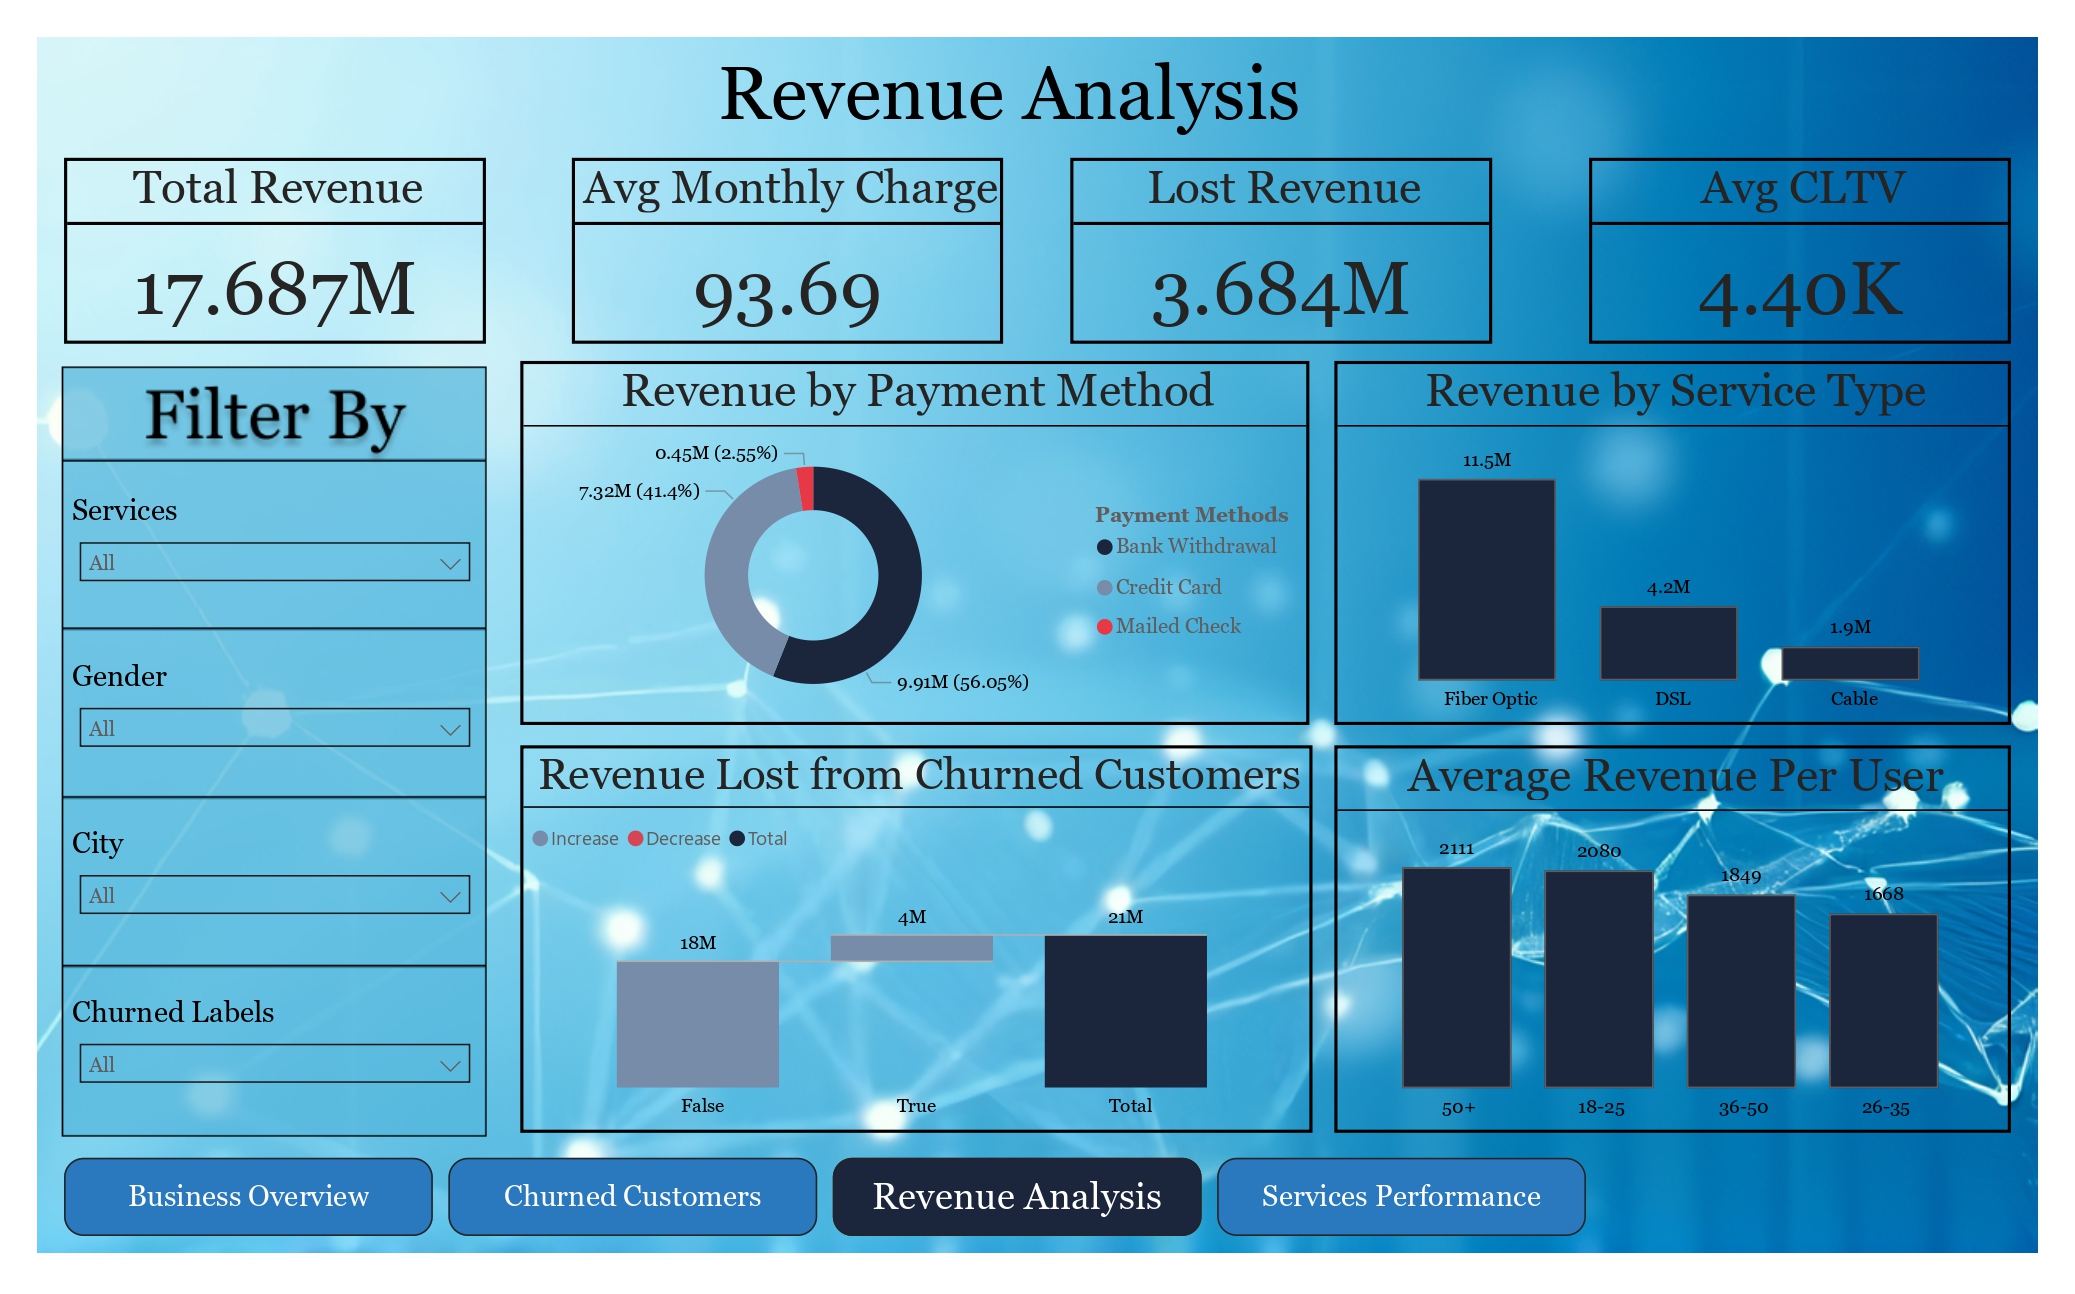 Revenue Analysis
Total Revenue
17.687M
Avg Monthly Charge
93.69
Lost Revenue
3.684M
Avg CLTV
4.40K
Filter By
Services
All
Gender
All
City
All
Churned Labels
All
Revenue by Payment Method
0.45M (2.55%)
7.32M (41.4%)
9.91M (56.05%)
Payment Methods
Bank Withdrawal
Credit Card
Mailed Check
Revenue by Service Type
11.5M
4.2M
1.9M
Fiber Optic
DSL
Cable
Revenue Lost from Churned Customers
Increase
Decrease
Total
18M
4M
21M
False
True
Total
Average Revenue Per User
2111
2080
1849
1668
50+
18-25
36-50
26-35
Business Overview
Churned Customers
Revenue Analysis
Services Performance